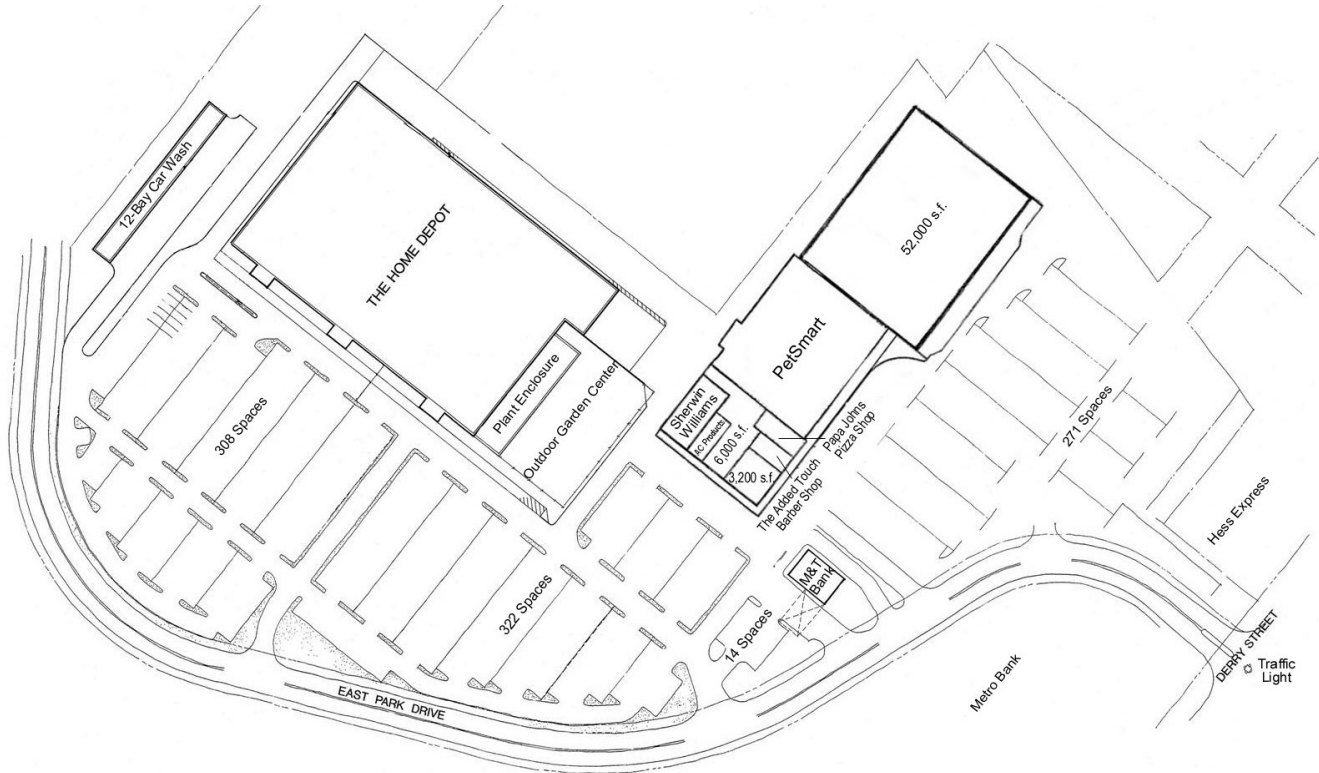 12-Bay Car Wash
THE HOME DEPOT
Plant Enclosure
Outdoor Garden Center
308 Spaces
322 Spaces
52,000 s.f.
PetSmart
Sherwin
Williams
AC Products
6,000 s.f.
3,200 s.f.
Papa Johns
Pizza Shop
The Added Touch
Barber Shop
271 Spaces
M&T
Bank
14 Spaces
Hess Express
Metro Bank
EAST PARK DRIVE
DERRY STREET
Traffic
Light